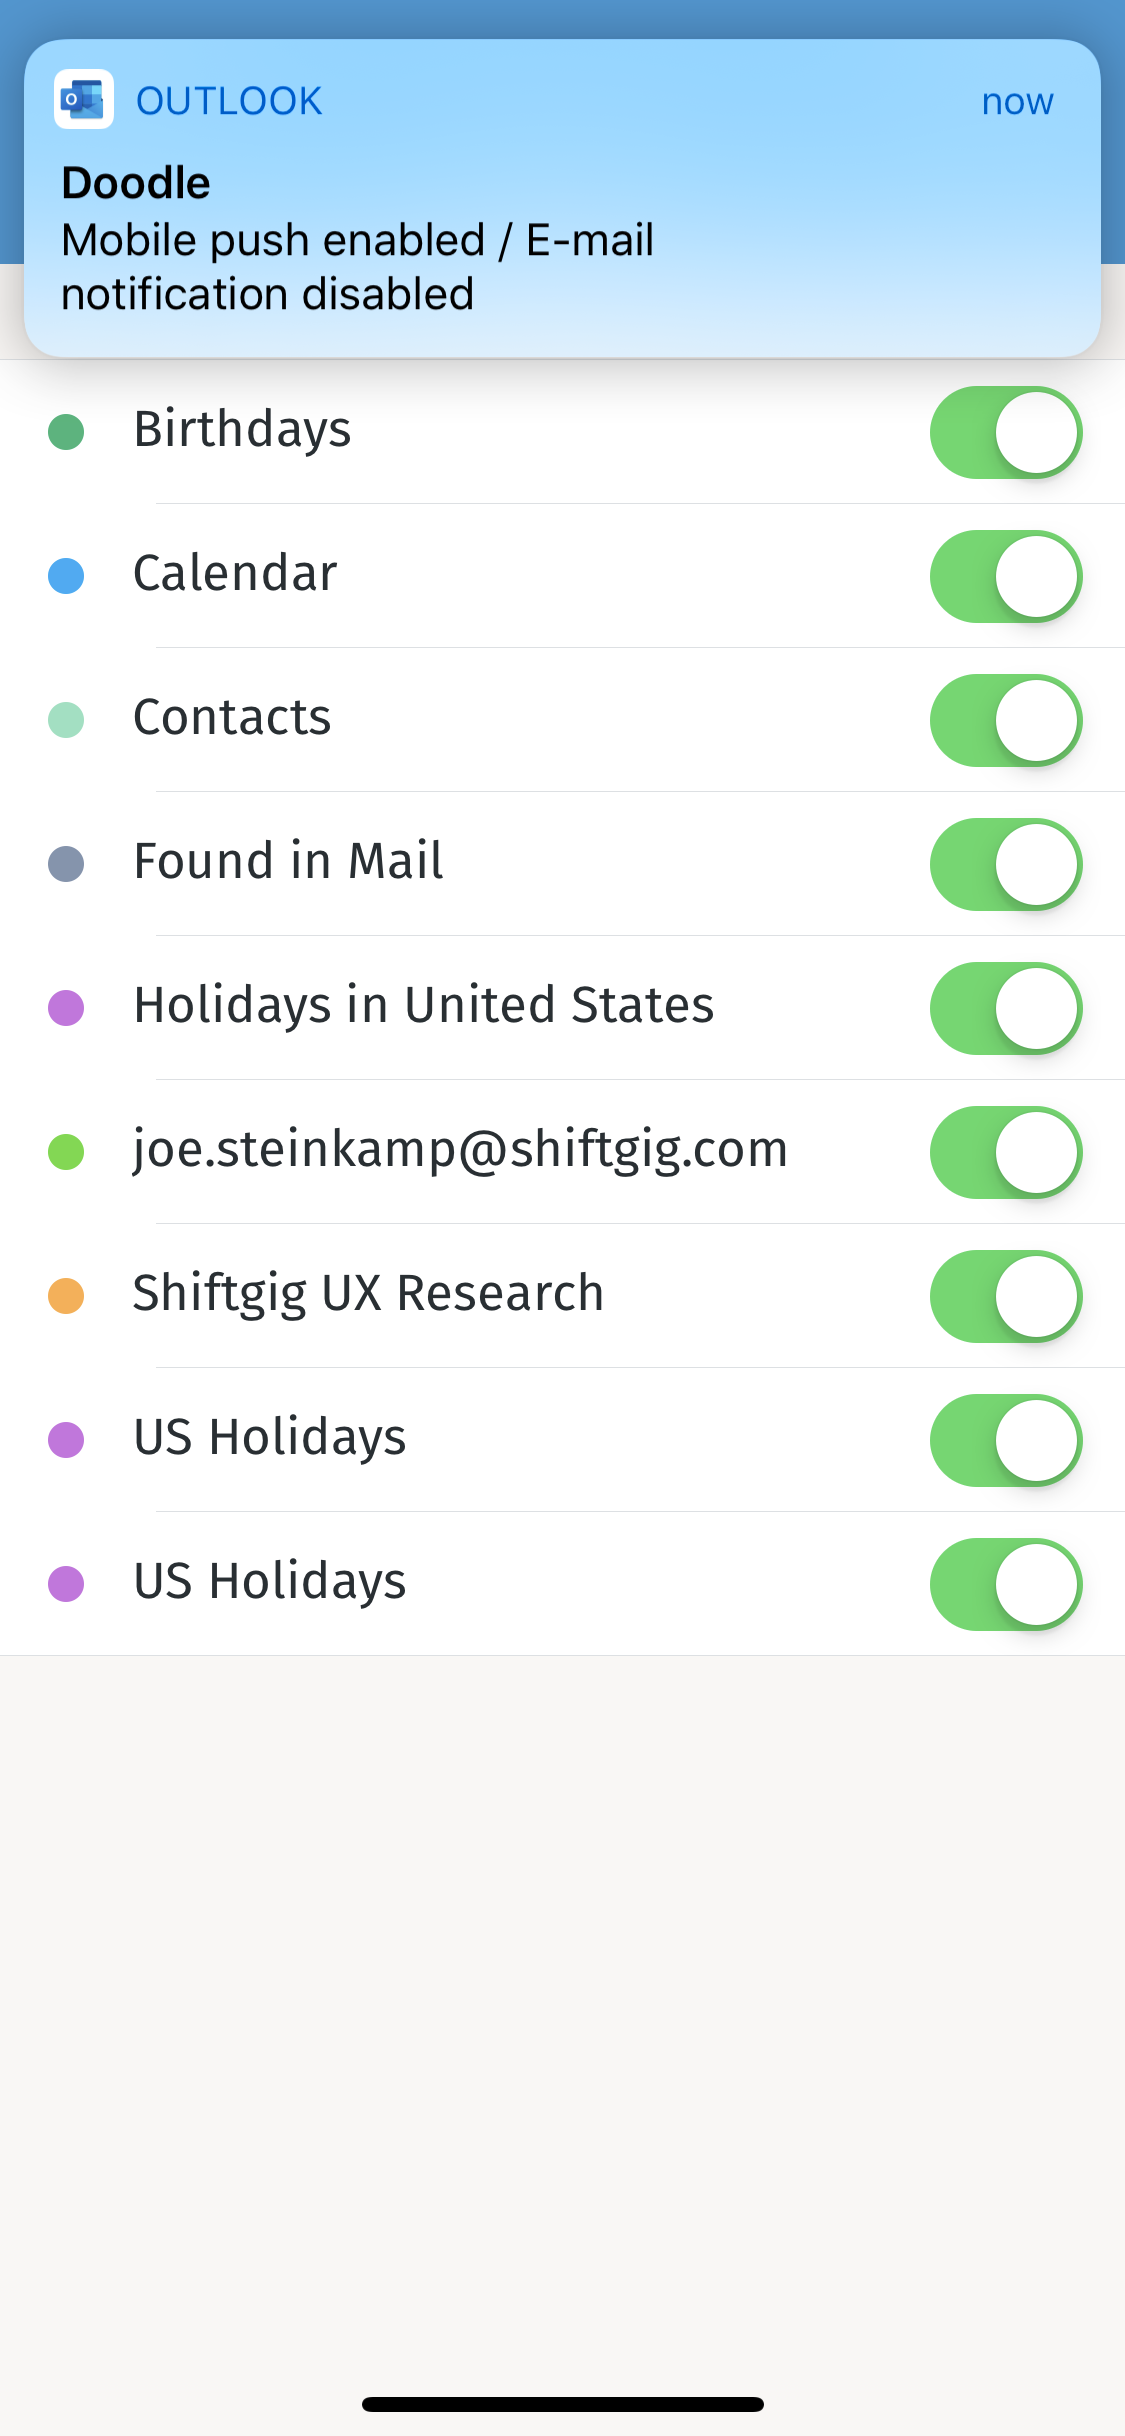 OUTLOOK
now
Doodle
Mobile push enabled / E-mail
notification disabled
Birthdays
Calendar
Contacts
Found in Mail
Holidays in United States
joe.steinkamp@shiftgig.com
Shiftgig UX Research
US Holidays
US Holidays